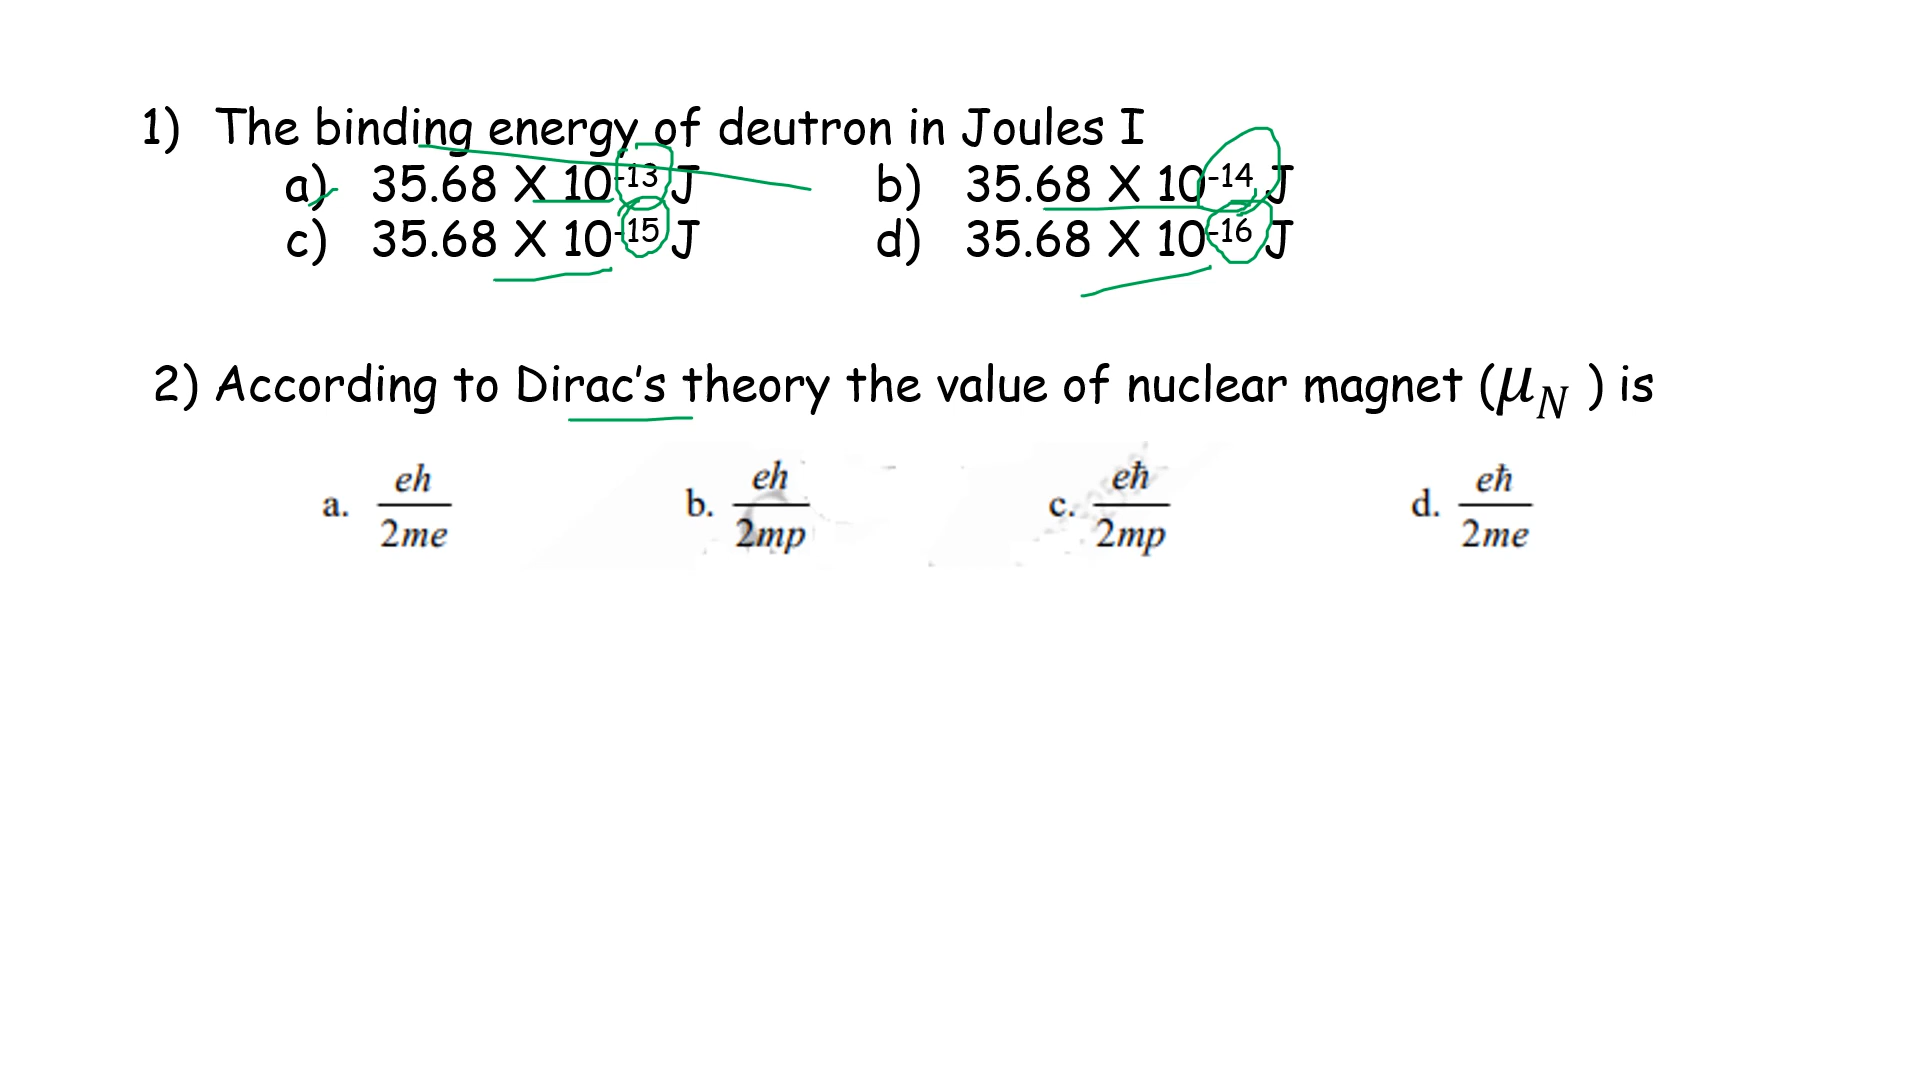 1) The binding energy of deutron in Joules I
a) 35.68 X 10⁻¹³ J b) 35.68 X 10⁻¹⁴ J
c) 35.68 X 10⁻¹⁵ J d) 35.68 X 10⁻¹⁶ J
2) According to Dirac's theory the value of nuclear magnet (μ_N ) is
a. eh/2me b. eh/2mp c. eħ/2mp d. eħ/2me